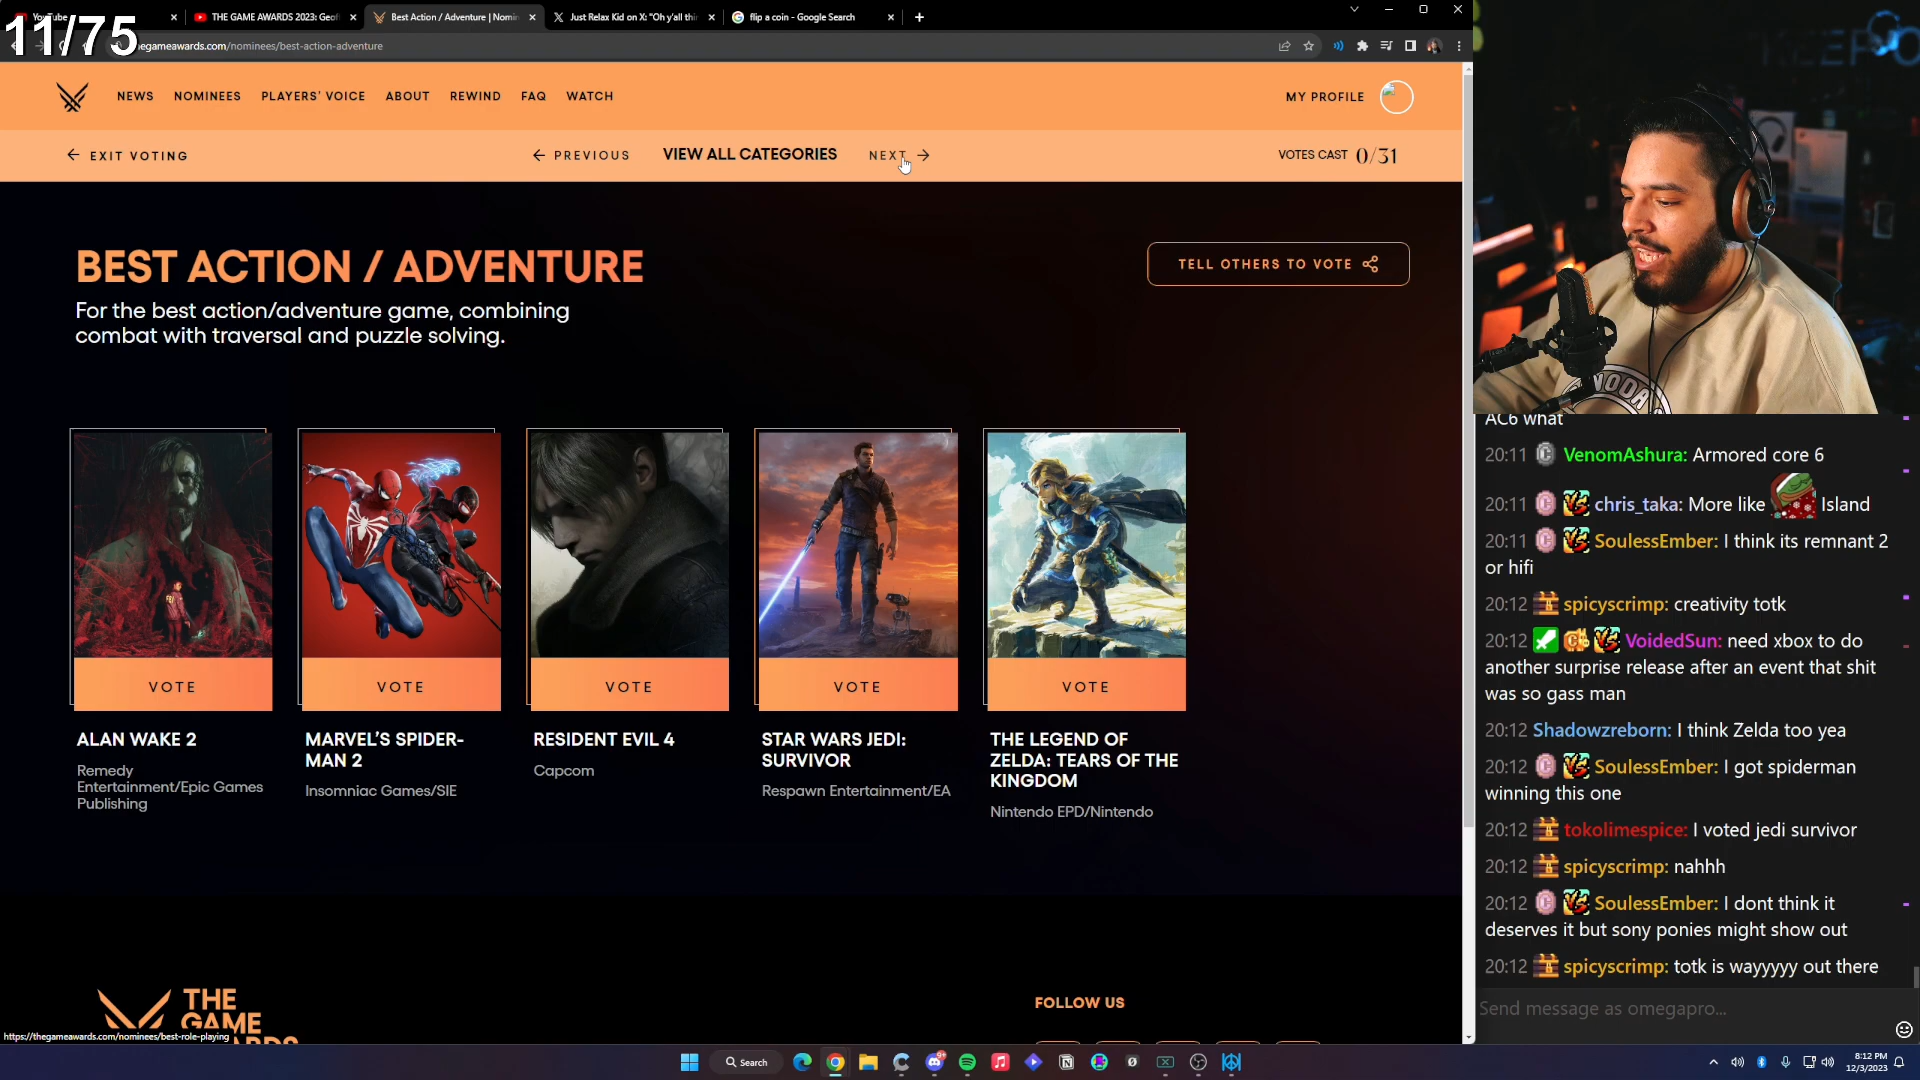 11/75
YouTube
THE GAME AWARDS 2023: Geoff
Best Action / Adventure | Nomin
Just Relax Kid on X: "Oh y'all thi
flip a coin - Google Search
egameawards.com/nominees/best-action-adventure
NEWS
NOMINEES
PLAYERS' VOICE
ABOUT
REWIND
FAQ
WATCH
MY PROFILE
EXIT VOTING
PREVIOUS
VIEW ALL CATEGORIES
NEXT
VOTES CAST 0/31
BEST ACTION / ADVENTURE
For the best action/adventure game, combining
combat with traversal and puzzle solving.
TELL OTHERS TO VOTE
VOTE
VOTE
VOTE
VOTE
VOTE
ALAN WAKE 2
Remedy
Entertainment/Epic Games
Publishing
MARVEL'S SPIDER-
MAN 2
Insomniac Games/SIE
RESIDENT EVIL 4
Capcom
STAR WARS JEDI:
SURVIVOR
Respawn Entertainment/EA
THE LEGEND OF
ZELDA: TEARS OF THE
KINGDOM
Nintendo EPD/Nintendo
THE
GAME
AWARDS
FOLLOW US
https://thegameawards.com/nominees/best-role-playing
AC6 what
20:11 VenomAshura: Armored core 6
20:11 chris_taka: More like Island
20:11 SoulessEmber: I think its remnant 2
or hifi
20:12 spicyscrimp: creativity totk
20:12 VoidedSun: need xbox to do
another surprise release after an event that shit
was so gass man
20:12 Shadowzreborn: I think Zelda too yea
20:12 SoulessEmber: I got spiderman
winning this one
20:12 tokolimespice: I voted jedi survivor
20:12 spicyscrimp: nahhh
20:12 SoulessEmber: I dont think it
deserves it but sony ponies might show out
20:12 spicyscrimp: totk is wayyyyy out there
Send message as omegapro...
Search
8:12 PM
12/3/2023